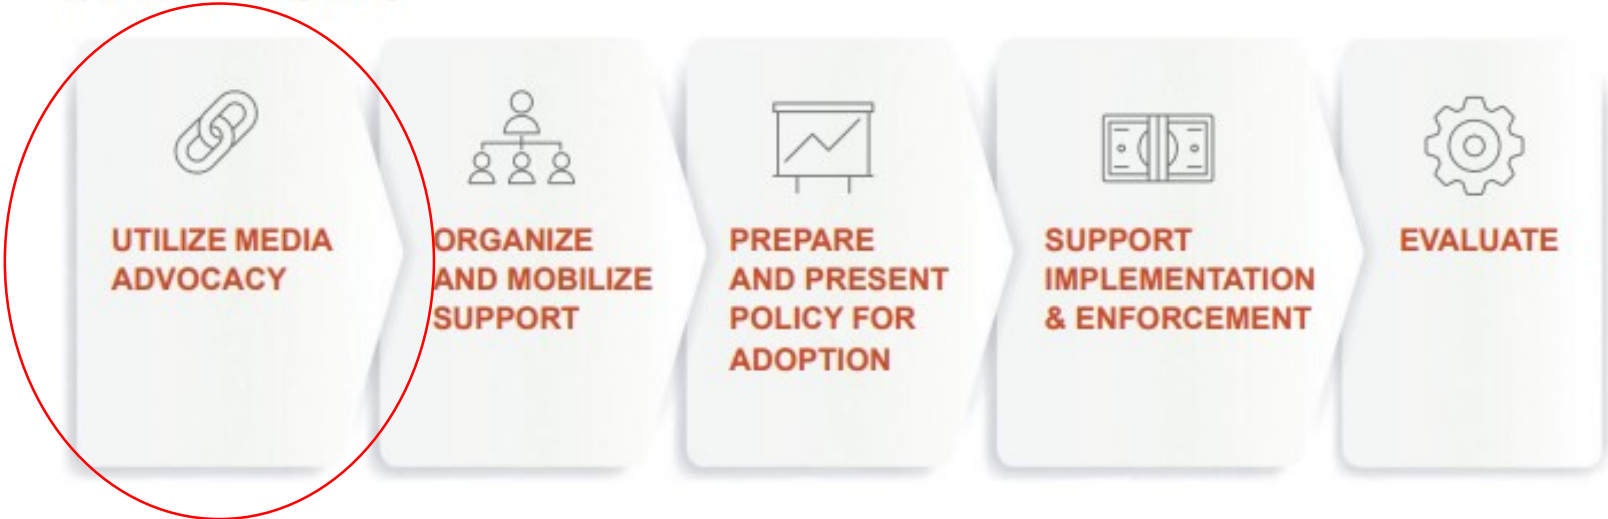 UTILIZE MEDIA
ADVOCACY
ORGANIZE
AND MOBILIZE
SUPPORT
PREPARE
AND PRESENT
POLICY FOR
ADOPTION
SUPPORT
IMPLEMENTATION
& ENFORCEMENT
EVALUATE